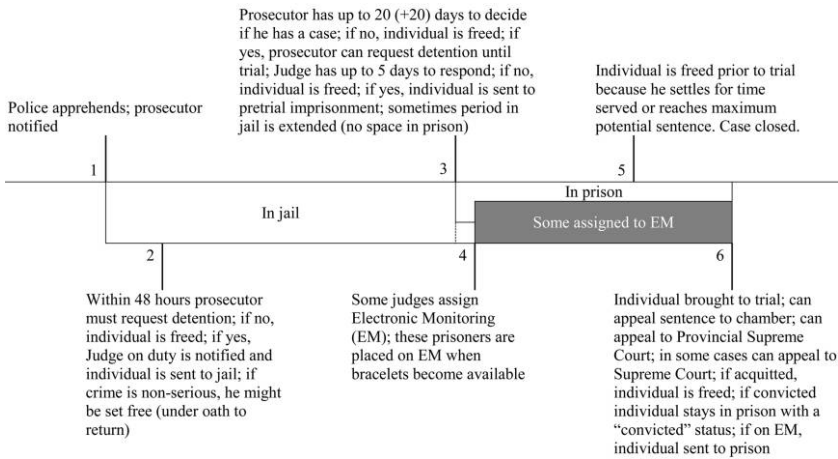 Prosecutor has up to 20 (+20) days to decide
if he has a case; if no, individual is freed; if
yes, prosecutor can request detention until
trial; Judge has up to 5 days to respond; if no,
individual is freed; if yes, individual is sent to
pretrial imprisonment; sometimes period in
jail is extended (no space in prison)
Police apprehends; prosecutor
notified
Individual is freed prior to trial
because he settles for time
served or reaches maximum
potential sentence. Case closed.
1
3
5
In jail
In prison
Some assigned to EM
2
4
6
Within 48 hours prosecutor
must request detention; if no,
individual is freed; if yes,
Judge on duty is notified and
individual is sent to jail; if
crime is non-serious, he might
be set free (under oath to
return)
Some judges assign
Electronic Monitoring
(EM); these prisoners are
placed on EM when
bracelets become available
Individual brought to trial; can
appeal sentence to chamber; can
appeal to Provincial Supreme
Court; in some cases can appeal to
Supreme Court; if acquitted,
individual is freed; if convicted
individual stays in prison with a
“convicted” status; if on EM,
individual sent to prison